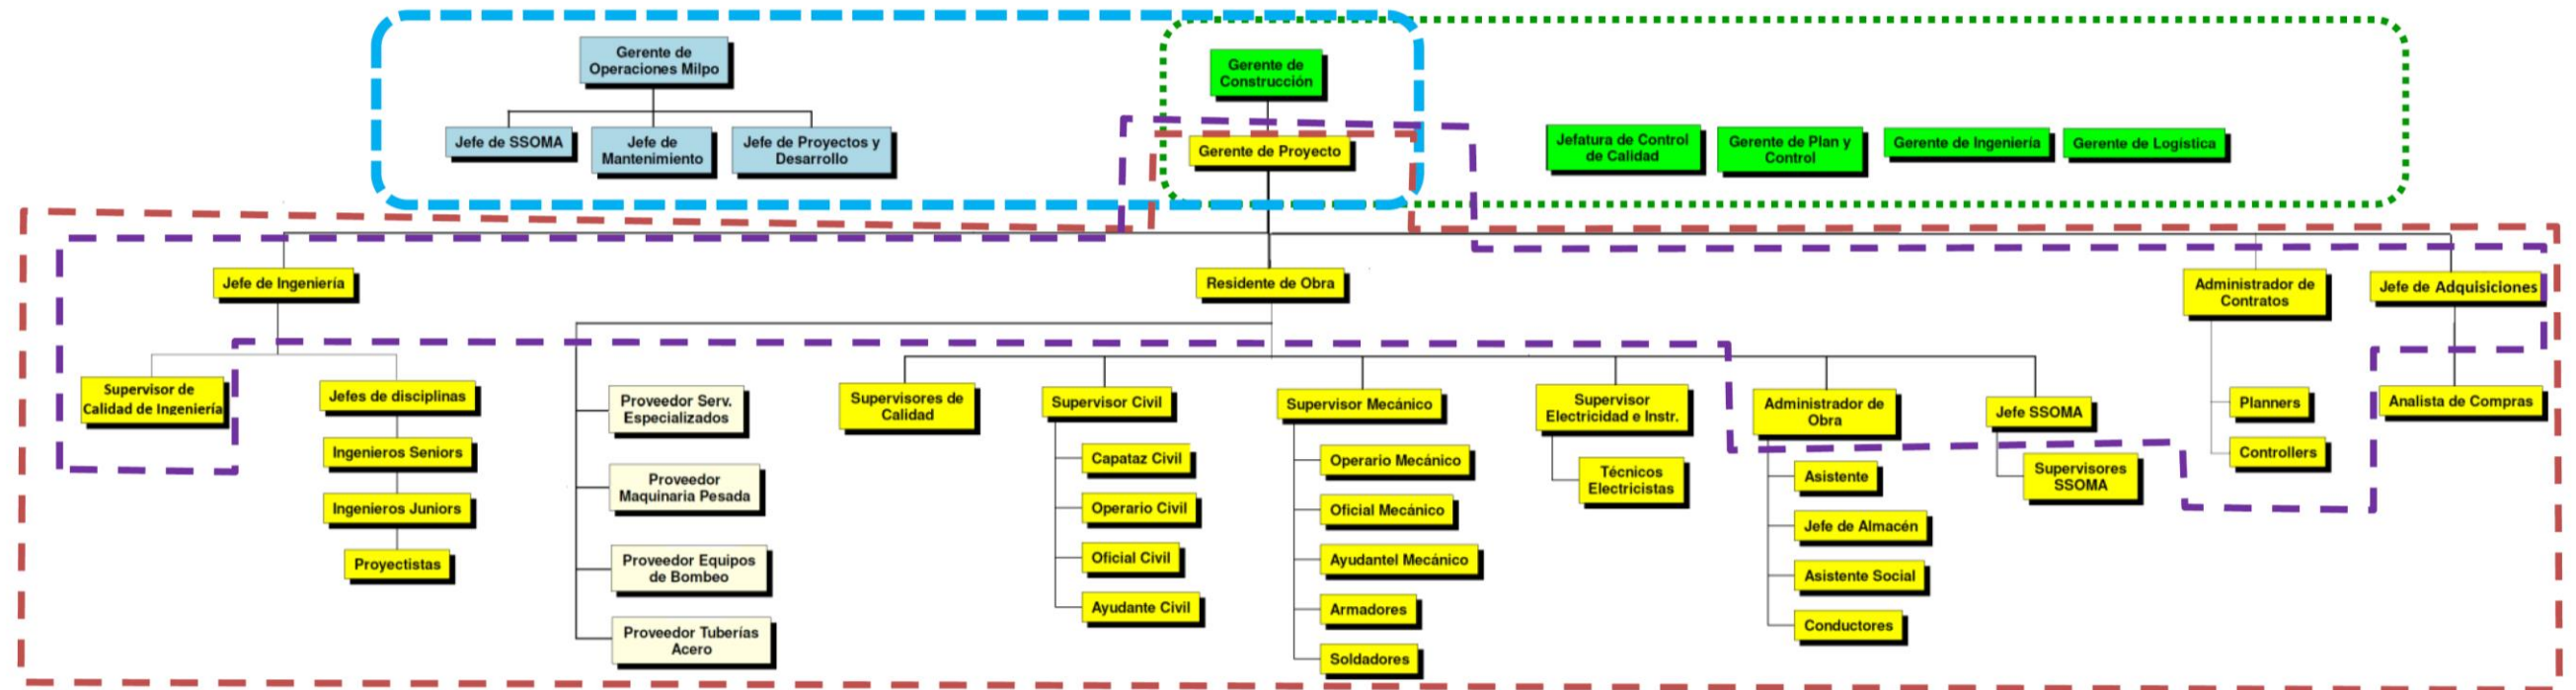 Gerente de
Operaciones Milpo
Jefe de SSOMA
Jefe de
Mantenimiento
Jefe de Proyectos y
Desarrollo
Gerente de
Construcción
Gerente de Proyecto
Jefatura de Control
de Calidad
Gerente de Plan y
Control
Gerente de Ingeniería
Gerente de Logística
Jefe de Ingeniería
Residente de Obra
Administrador de
Contratos
Jefe de Adquisiciones
Supervisor de
Calidad de Ingeniería
Jefes de disciplinas
Ingenieros Seniors
Ingenieros Juniors
Proyectistas
Proveedor Serv.
Especializados
Proveedor
Maquinaria Pesada
Proveedor Equipos
de Bombeo
Proveedor Tuberías
Acero
Supervisores de
Calidad
Supervisor Civil
Capataz Civil
Operario Civil
Oficial Civil
Ayudante Civil
Supervisor Mecánico
Operario Mecánico
Oficial Mecánico
Ayudantel Mecánico
Armadores
Soldadores
Supervisor
Electricidad e Instr.
Técnicos
Electricistas
Administrador de
Obra
Asistente
Jefe de Almacén
Asistente Social
Conductores
Jefe SSOMA
Supervisores
SSOMA
Planners
Controllers
Analista de Compras